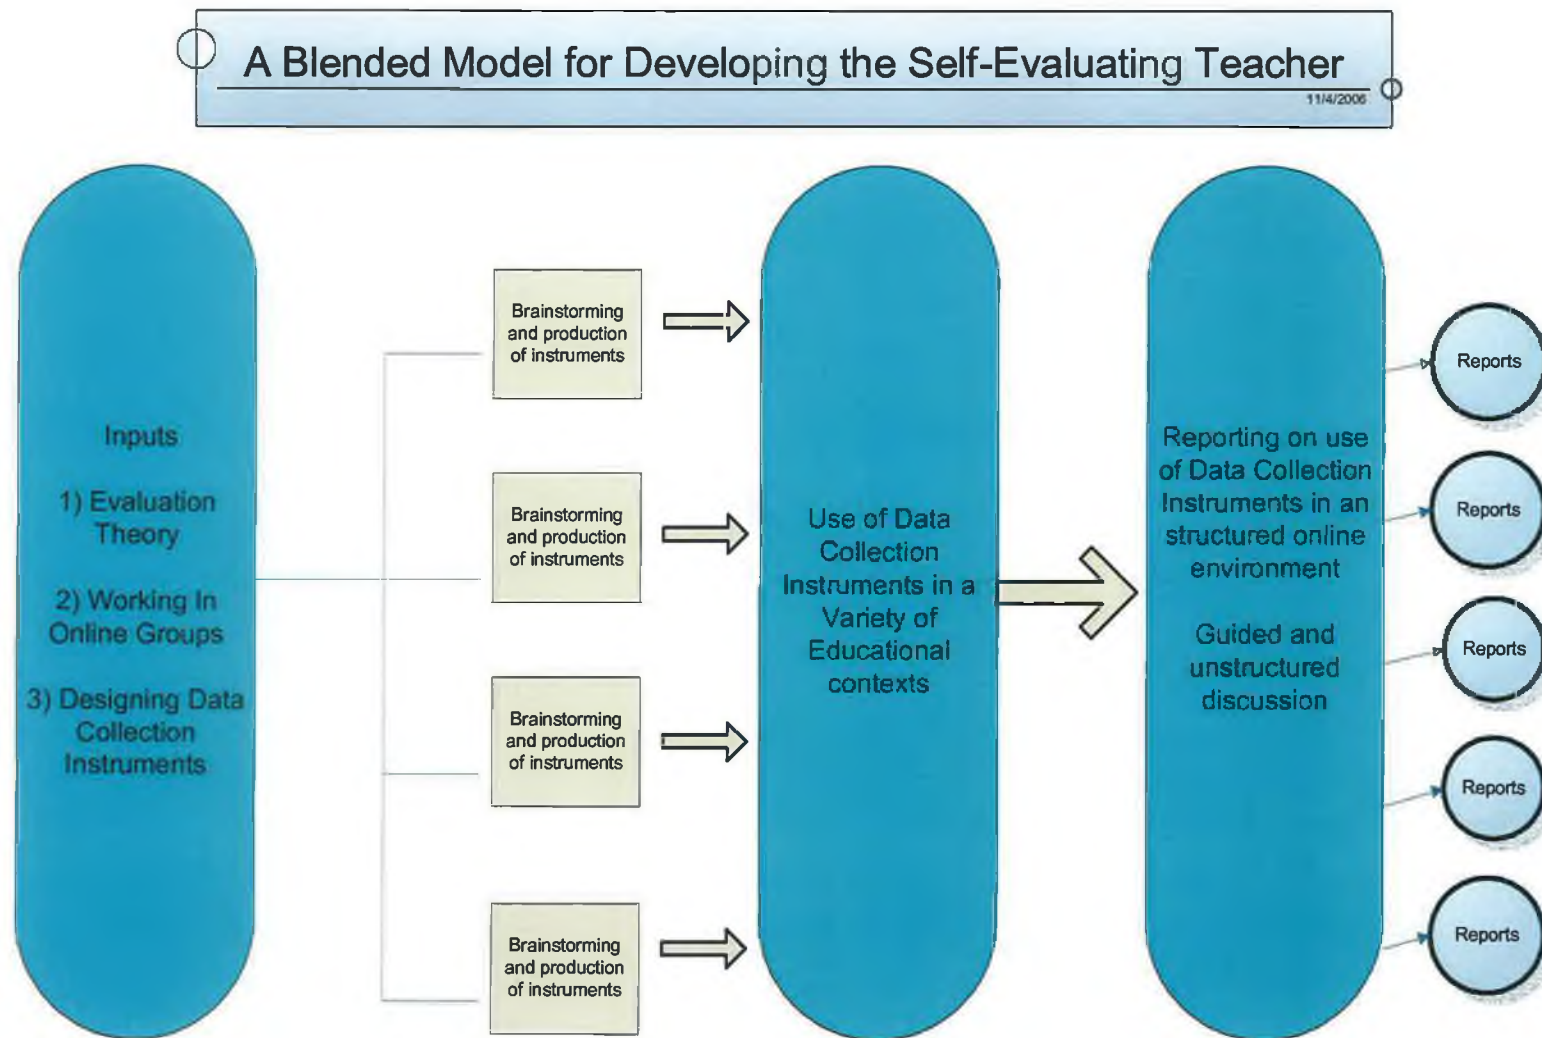 A Blended Model for Developing the Self-Evaluating Teacher
11/4/2006
Inputs
1) Evaluation
Theory
2) Working In
Online Groups
3) Designing Data
Collection
Instruments
Brainstorming
and production
of instruments
Brainstorming
and production
of instruments
Brainstorming
and production
of instruments
Brainstorming
and production
of instruments
Use of Data
Collection
Instruments in a
Variety of
Educational
contexts
Reporting on use
of Data Collection
Instruments in an
structured online
environment
Guided and
unstructured
discussion
Reports
Reports
Reports
Reports
Reports